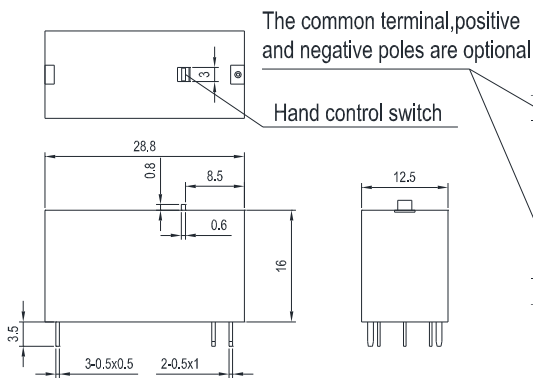 The common terminal,positive
and negative poles are optional
3
Hand control switch
28.8
0.8
8.5
12.5
0.6
16
3.5
3-0.5x0.5
2-0.5x1